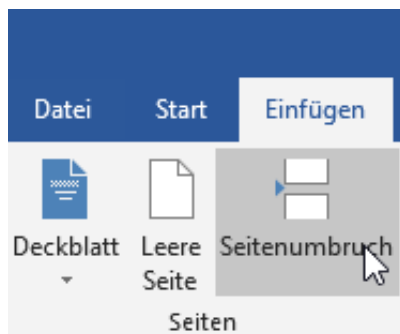 Datei Start Einfügen
Deckblatt Leere Seitenumbruch
Seite
Seiten